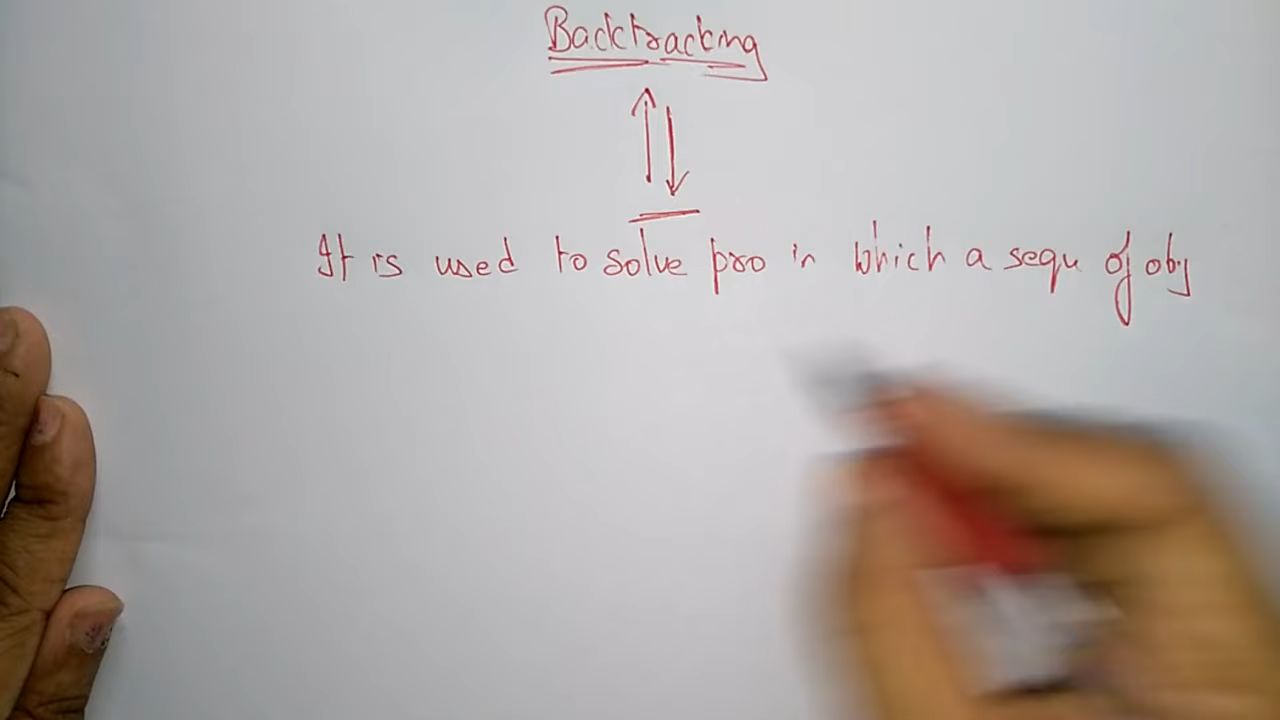 Backtracking
It is used to solve pro in which a sequ of obj